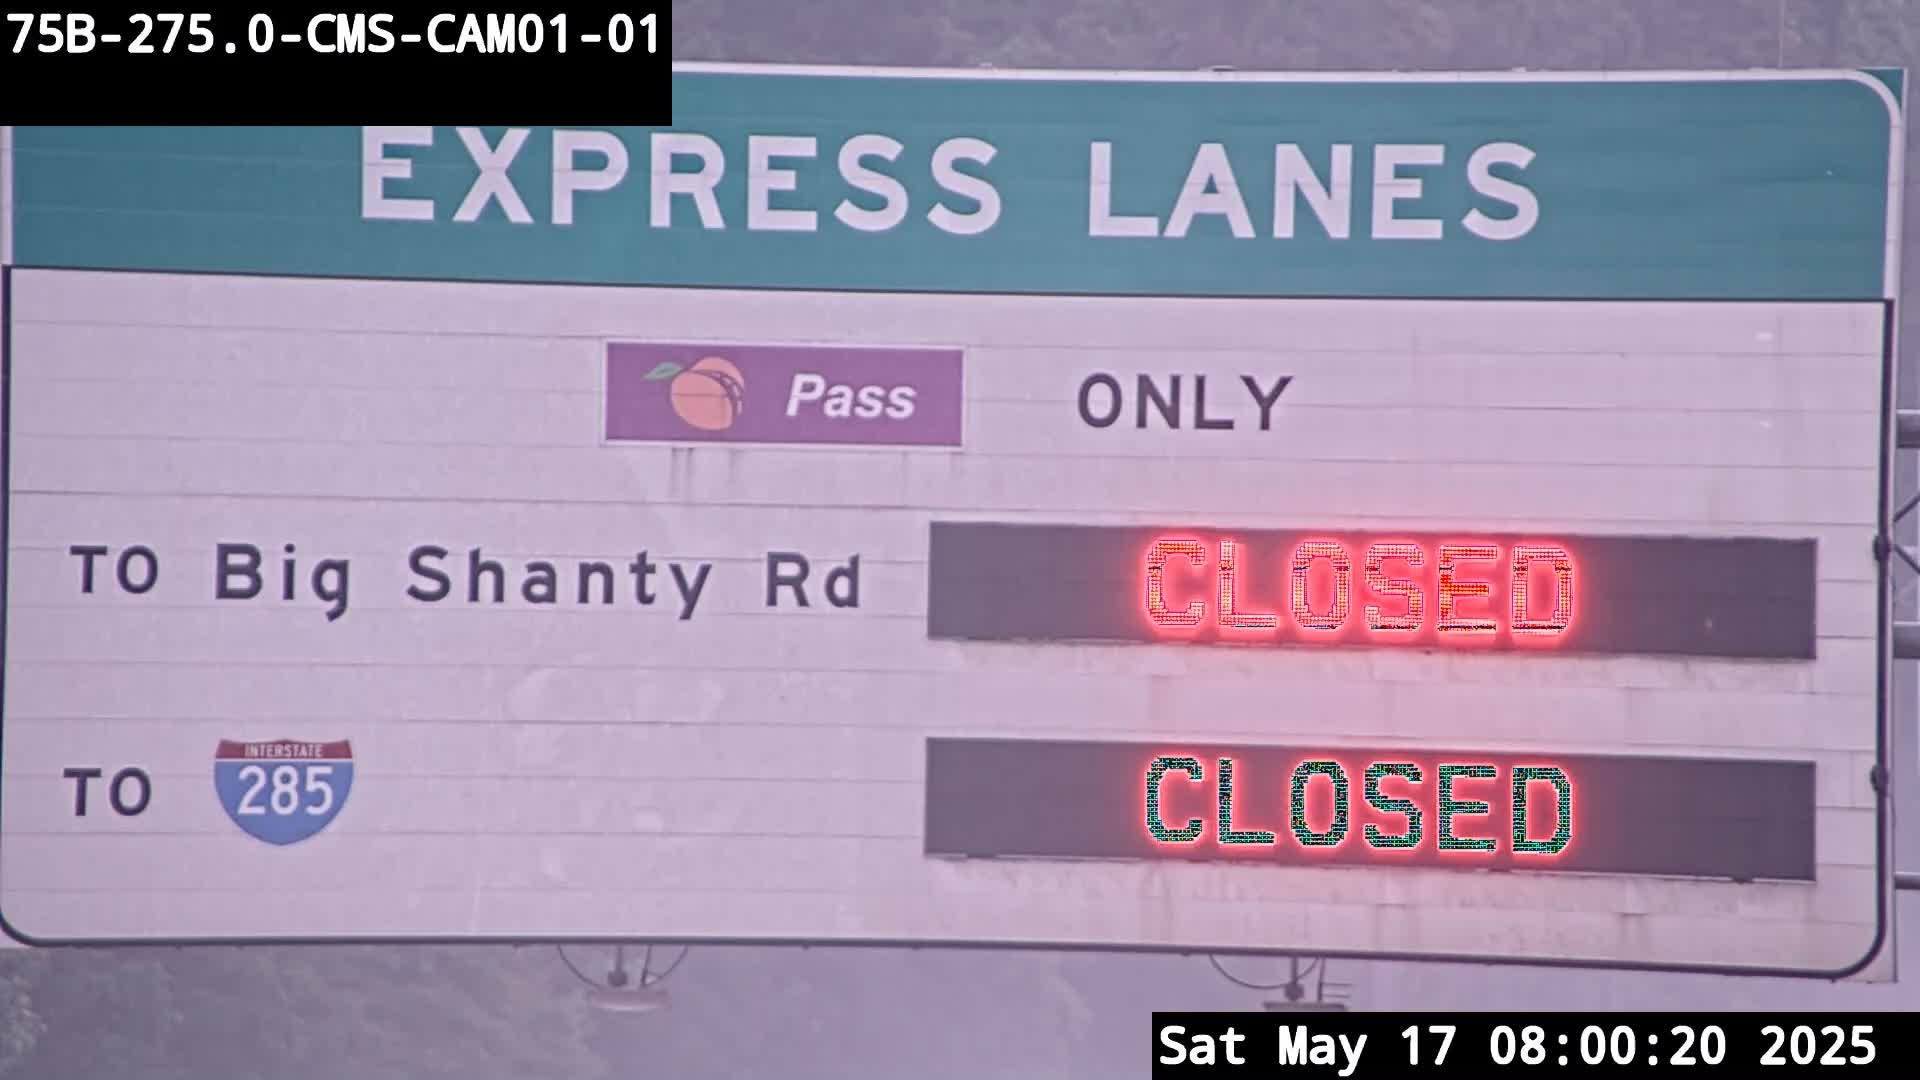 75B-275.0-CMS-CAM01-01
EXPRESS LANES
Pass ONLY
TO Big Shanty Rd CLOSED
TO INTERSTATE 285 CLOSED
Sat May 17 08:00:20 2025